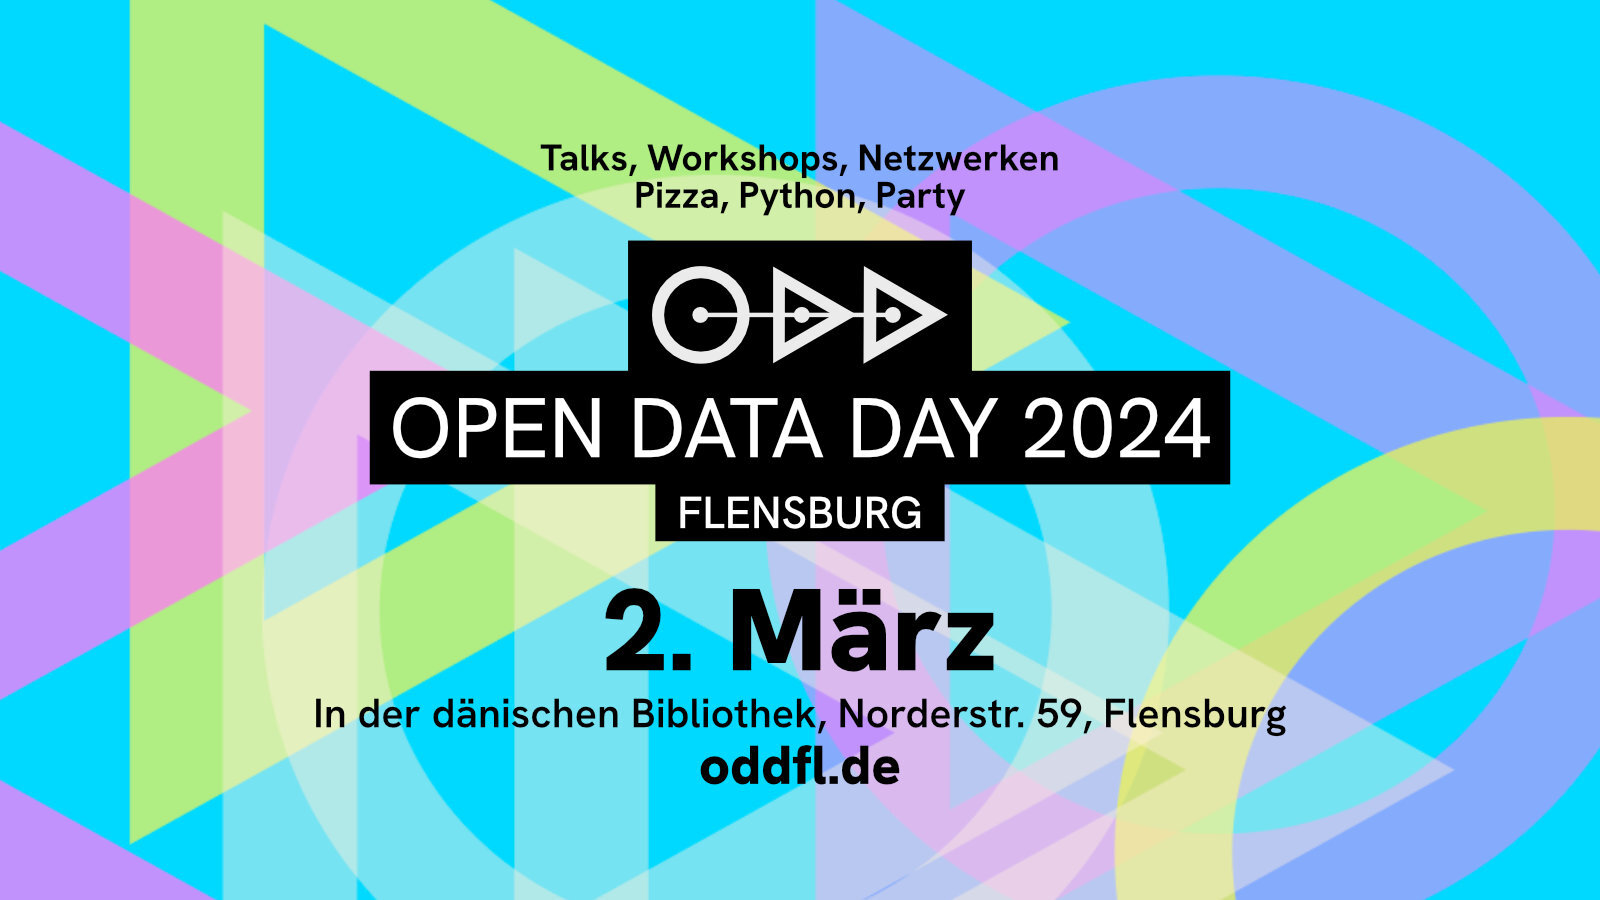 Talks, Workshops, Netzwerken
Pizza, Python, Party
ODD
OPEN DATA DAY 2024
FLENSBURG
2. März
In der dänischen Bibliothek, Norderstr. 59, Flensburg
oddfl.de